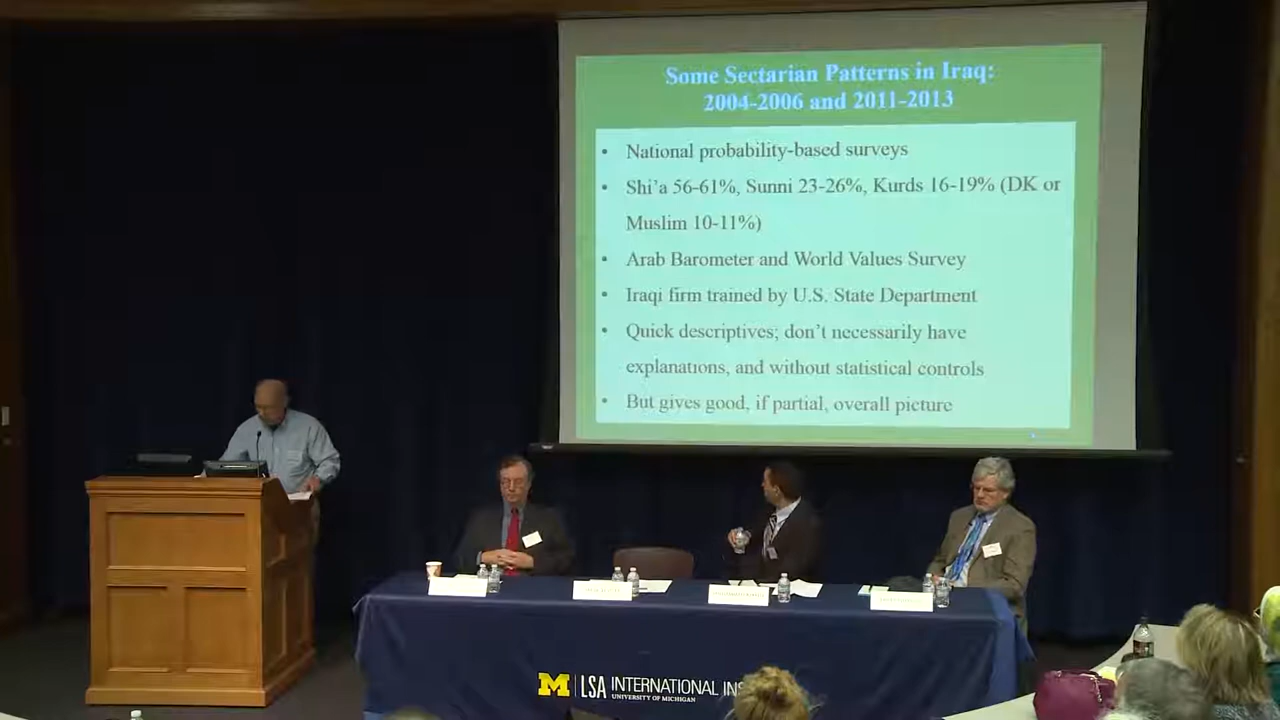 Some Sectarian Patterns in Iraq:
2004-2006 and 2011-2013
• National probability-based surveys
• Shi'a 56-61%, Sunni 23-26%, Kurds 16-19% (DK or
Muslim 10-11%)
• Arab Barometer and World Values Survey
• Iraqi firm trained by U.S. State Department
• Quick descriptives; don't necessarily have
explanations, and without statistical controls
• But gives good, if partial, overall picture
M LSA INTERNATIONAL INS
UNIVERSITY OF MICHIGAN